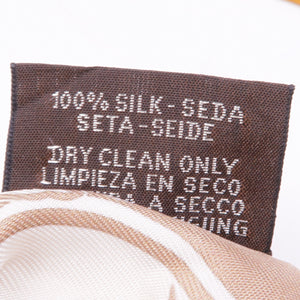 100% SILK - SEDA
SETA - SEIDE
DRY CLEAN ONLY
LIMPIEZA EN SECO
A SECCO